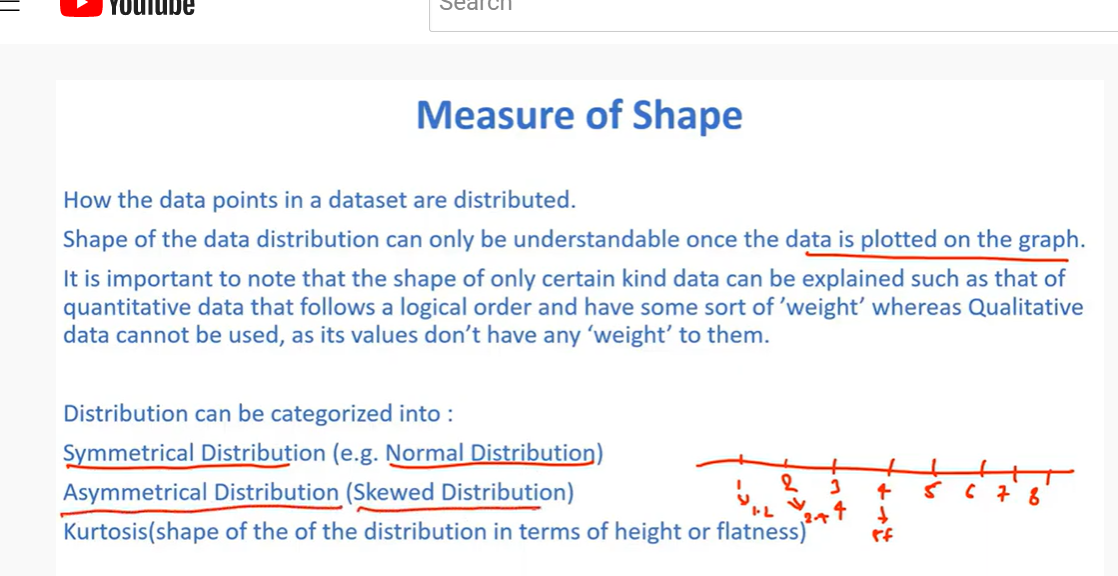 YouTube
Search
Measure of Shape
How the data points in a dataset are distributed.
Shape of the data distribution can only be understandable once the data is plotted on the graph.
It is important to note that the shape of only certain kind data can be explained such as that of
quantitative data that follows a logical order and have some sort of ’weight’ whereas Qualitative
data cannot be used, as its values don’t have any ‘weight’ to them.
Distribution can be categorized into :
Symmetrical Distribution (e.g. Normal Distribution)
Asymmetrical Distribution (Skewed Distribution)
Kurtosis(shape of the of the distribution in terms of height or flatness)
1 2 3 4 5 6 7 8
4